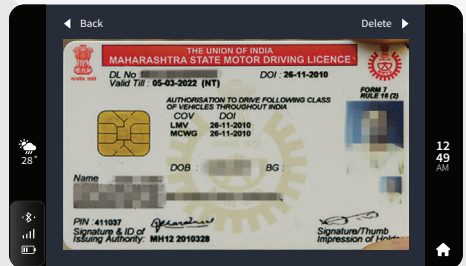 Back
Delete
THE UNION OF INDIA
MAHARASHTRA STATE MOTOR DRIVING LICENCE
DL No
DOI : 26-11-2010
Valid Till : 05-03-2022 (NT)
FORM 7
RULE 16 (2)
AUTHORISATION TO DRIVE FOLLOWING CLASS
OF VEHICLES THROUGHOUT INDIA
COV DOI
LMV 26-11-2010
MCWG 26-11-2010
DOB : BG :
Name
PIN : 411037
Signature & ID of
Issuing Authority: MH12 2010328
Signature/Thumb
Impression of
28°
12
49
AM